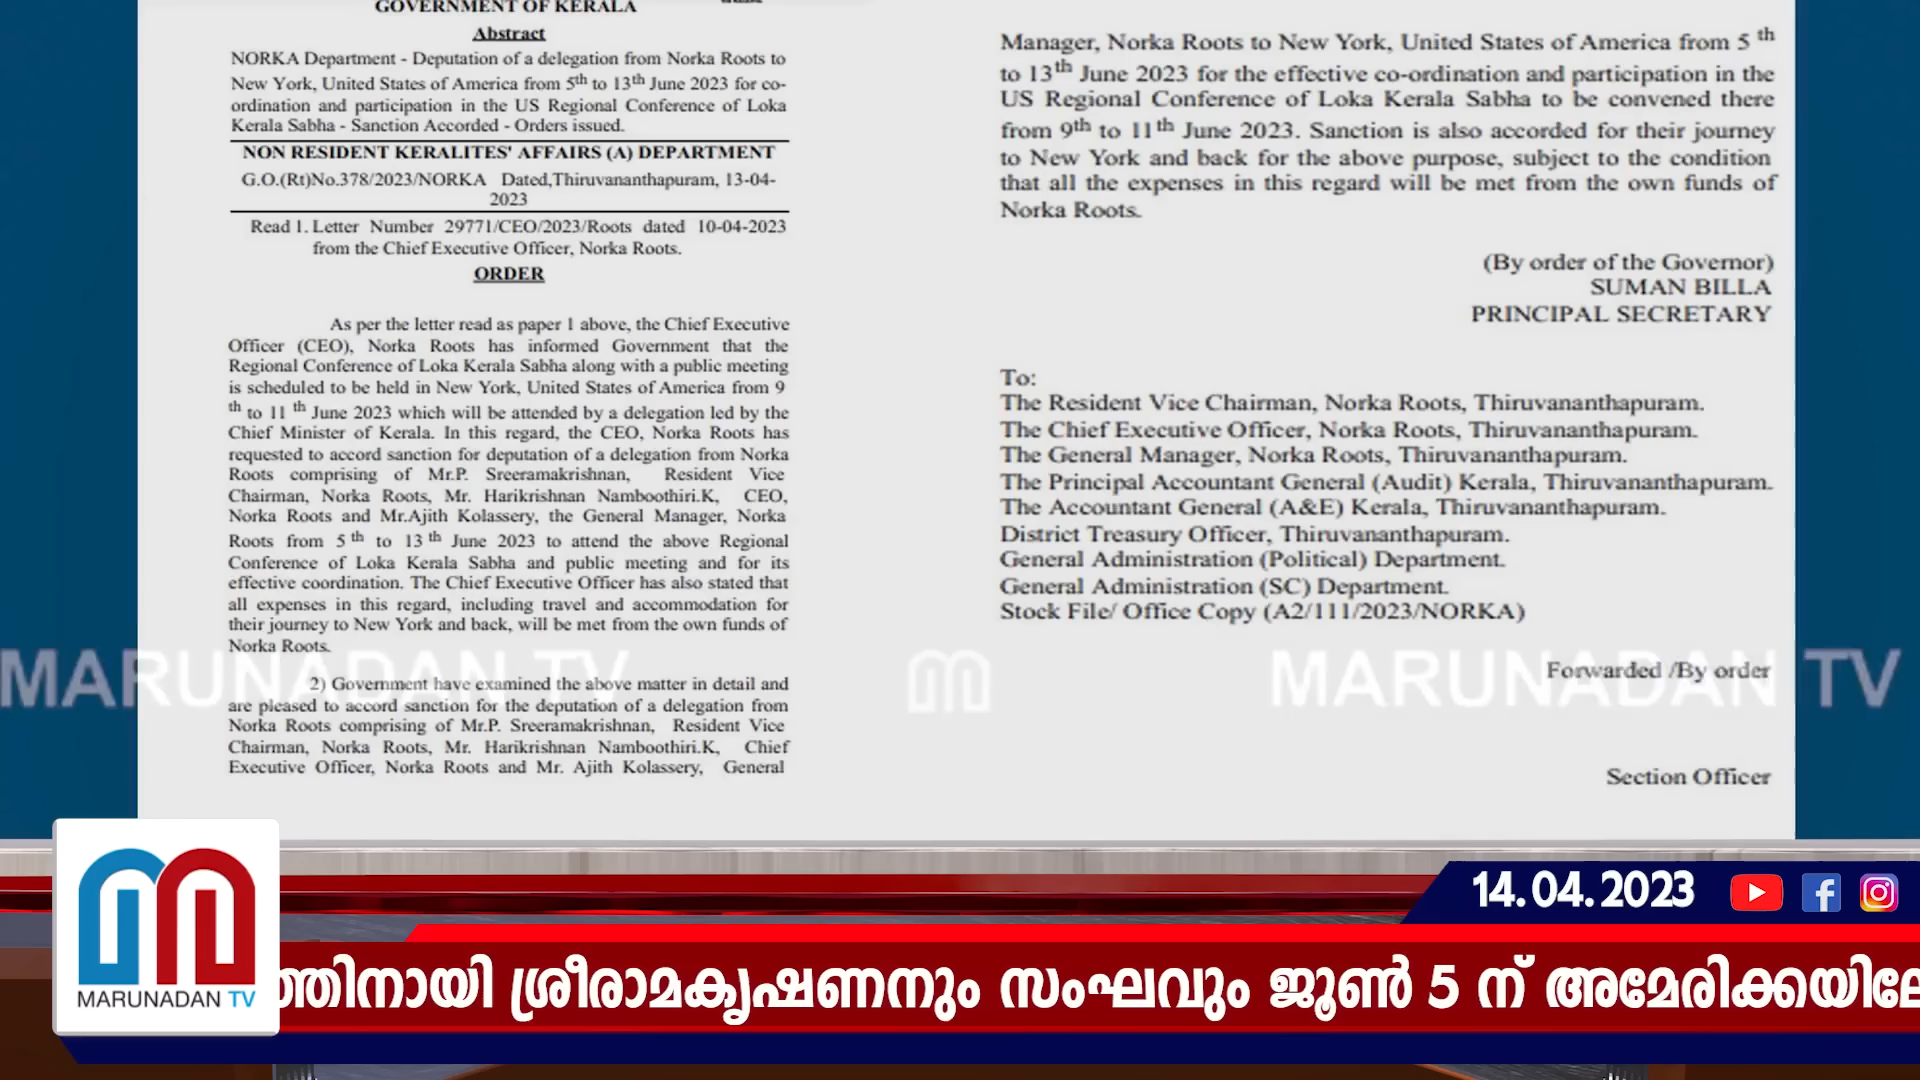 GOVERNMENT OF KERALA
Abstract
NORKA Department - Deputation of a delegation from Norka Roots to
New York, United States of America from 5th to 13th June 2023 for co-
ordination and participation in the US Regional Conference of Loka
Kerala Sabha - Sanction Accorded - Orders issued.
NON RESIDENT KERALITES' AFFAIRS (A) DEPARTMENT
G.O.(Rt)No.378/2023/NORKA Dated,Thiruvananthapuram, 13-04-
2023
Read 1. Letter Number 29771/CEO/2023/Roots dated 10-04-2023
from the Chief Executive Officer, Norka Roots.
ORDER
As per the letter read as paper 1 above, the Chief Executive
Officer (CEO), Norka Roots has informed Government that the
Regional Conference of Loka Kerala Sabha along with a public meeting
is scheduled to be held in New York, United States of America from 9
th to 11 th June 2023 which will be attended by a delegation led by the
Chief Minister of Kerala. In this regard, the CEO, Norka Roots has
requested to accord sanction for deputation of a delegation from Norka
Roots comprising of Mr.P. Sreeramakrishnan, Resident Vice
Chairman, Norka Roots, Mr. Harikrishnan Namboothiri.K, CEO,
Norka Roots and Mr.Ajith Kolassery, the General Manager, Norka
Roots from 5 th to 13 th June 2023 to attend the above Regional
Conference of Loka Kerala Sabha and public meeting and for its
effective coordination. The Chief Executive Officer has also stated that
all expenses in this regard, including travel and accommodation for
their journey to New York and back, will be met from the own funds of
Norka Roots.
2) Government have examined the above matter in detail and
are pleased to accord sanction for the deputation of a delegation from
Norka Roots comprising of Mr.P. Sreeramakrishnan, Resident Vice
Chairman, Norka Roots, Mr. Harikrishnan Namboothiri.K, Chief
Executive Officer, Norka Roots and Mr. Ajith Kolassery, General
Manager, Norka Roots to New York, United States of America from 5 th
to 13th June 2023 for the effective co-ordination and participation in the
US Regional Conference of Loka Kerala Sabha to be convened there
from 9th to 11th June 2023. Sanction is also accorded for their journey
to New York and back for the above purpose, subject to the condition
that all the expenses in this regard will be met from the own funds of
Norka Roots.
(By order of the Governor)
SUMAN BILLA
PRINCIPAL SECRETARY
To:
The Resident Vice Chairman, Norka Roots, Thiruvananthapuram.
The Chief Executive Officer, Norka Roots, Thiruvananthapuram.
The General Manager, Norka Roots, Thiruvananthapuram.
The Principal Accountant General (Audit) Kerala, Thiruvananthapuram.
The Accountant General (A&E) Kerala, Thiruvananthapuram.
District Treasury Officer, Thiruvananthapuram.
General Administration (Political) Department.
General Administration (SC) Department.
Stock File/ Office Copy (A2/111/2023/NORKA)
Forwarded /By order
Section Officer
MARUNADAN TV
MARUNADAN TV
14.04.2023
MARUNADAN TV
ത്തിനായി ശ്രീരാമകൃഷ്ണനും സംഘവും ജൂൺ 5 ന് അമേരിക്കയിലേ